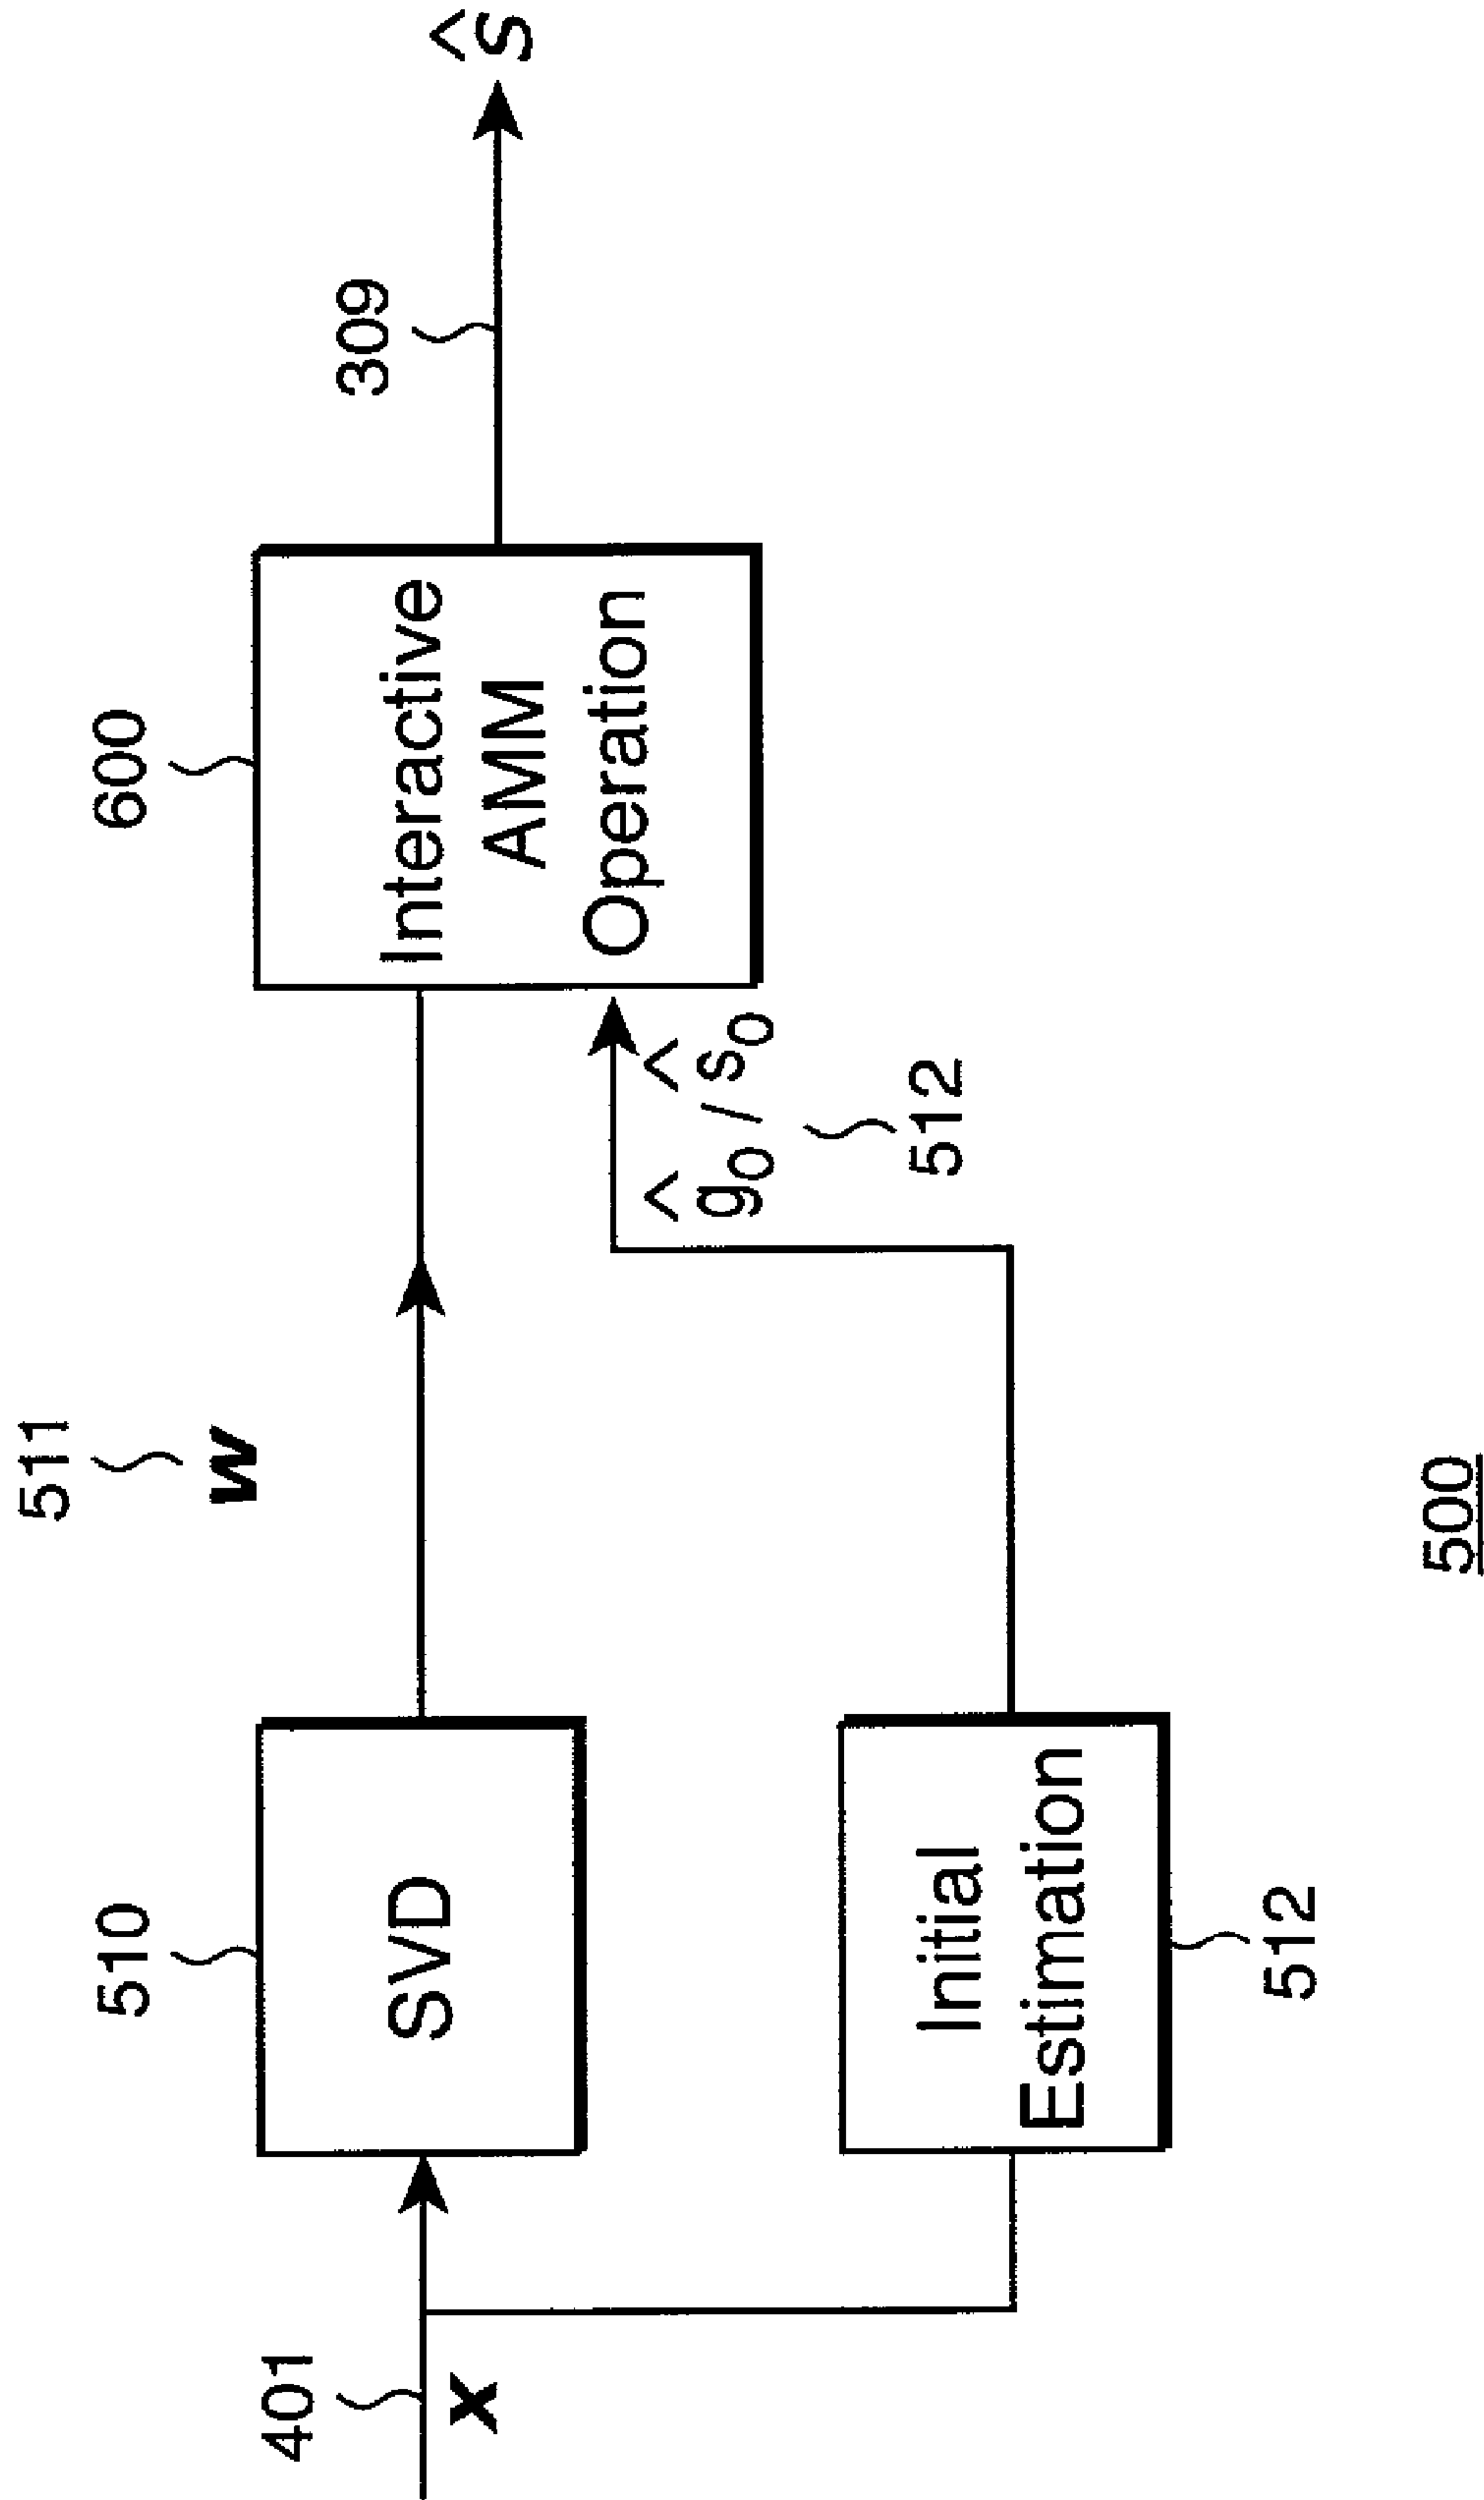 511
w
510
600
SVD
Interactive
AMM
Operation
309
ŝ
401
x
ĝ₀ / ŝ₀
512
Initial
Estimation
512
500